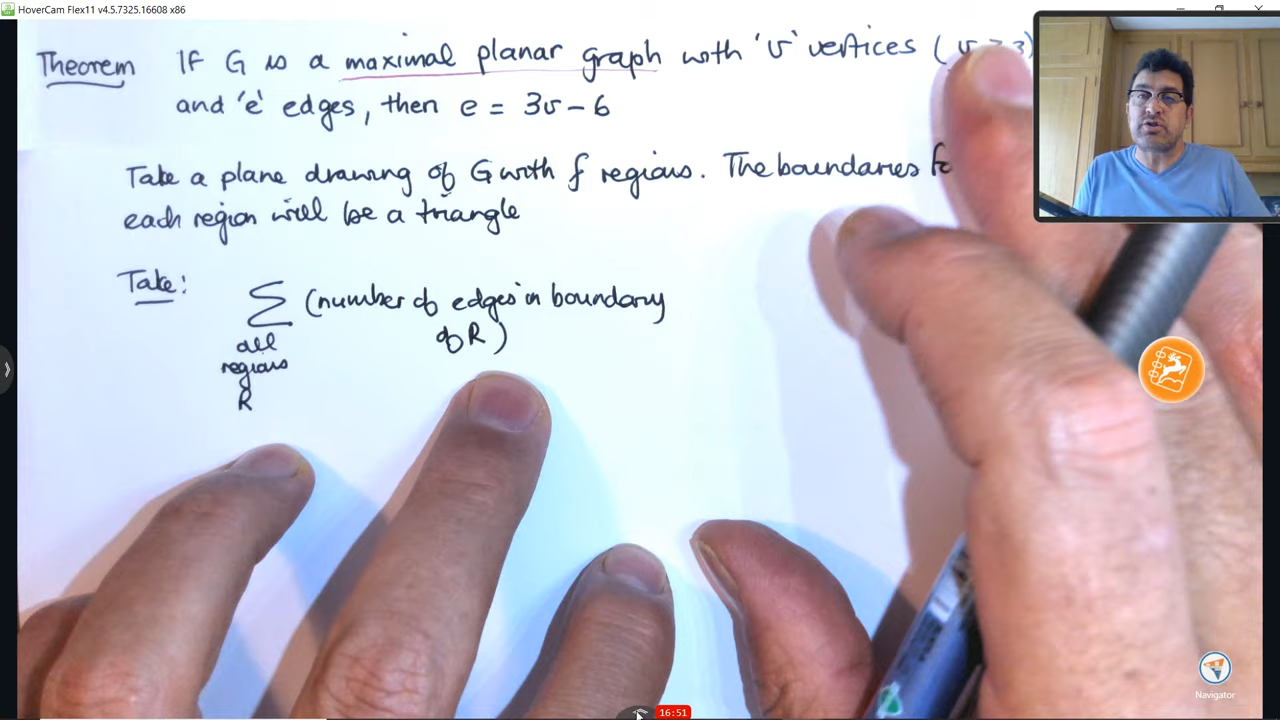 HoverCam Flex11 v4.5.7325.16608 x86
Theorem If G is a maximal planar graph with 'v' vertices (v ≥ 3)
and 'e' edges, then e = 3v - 6
Take a plane drawing of G with f regions. The boundaries
each region will be a triangle
Take: ∑ (number of edges in boundary
of R)
all
regions
R
16:51
Navigator